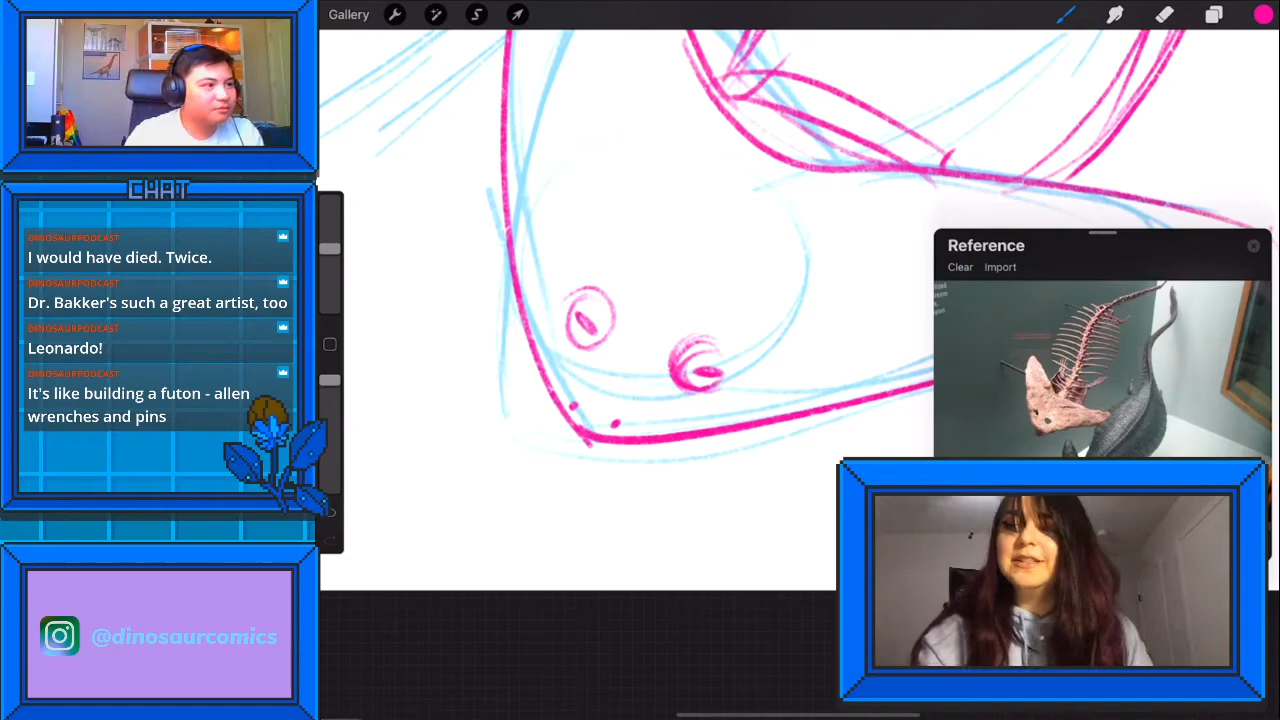 Gallery
CHAT
DINOSAURPODCAST
I would have died. Twice.
DINOSAURPODCAST
Dr. Bakker's such a great artist, too
DINOSAURPODCAST
Leonardo!
DINOSAURPODCAST
It's like building a futon - allen
wrenches and pins
@dinosaurcomics
Reference
Clear Import